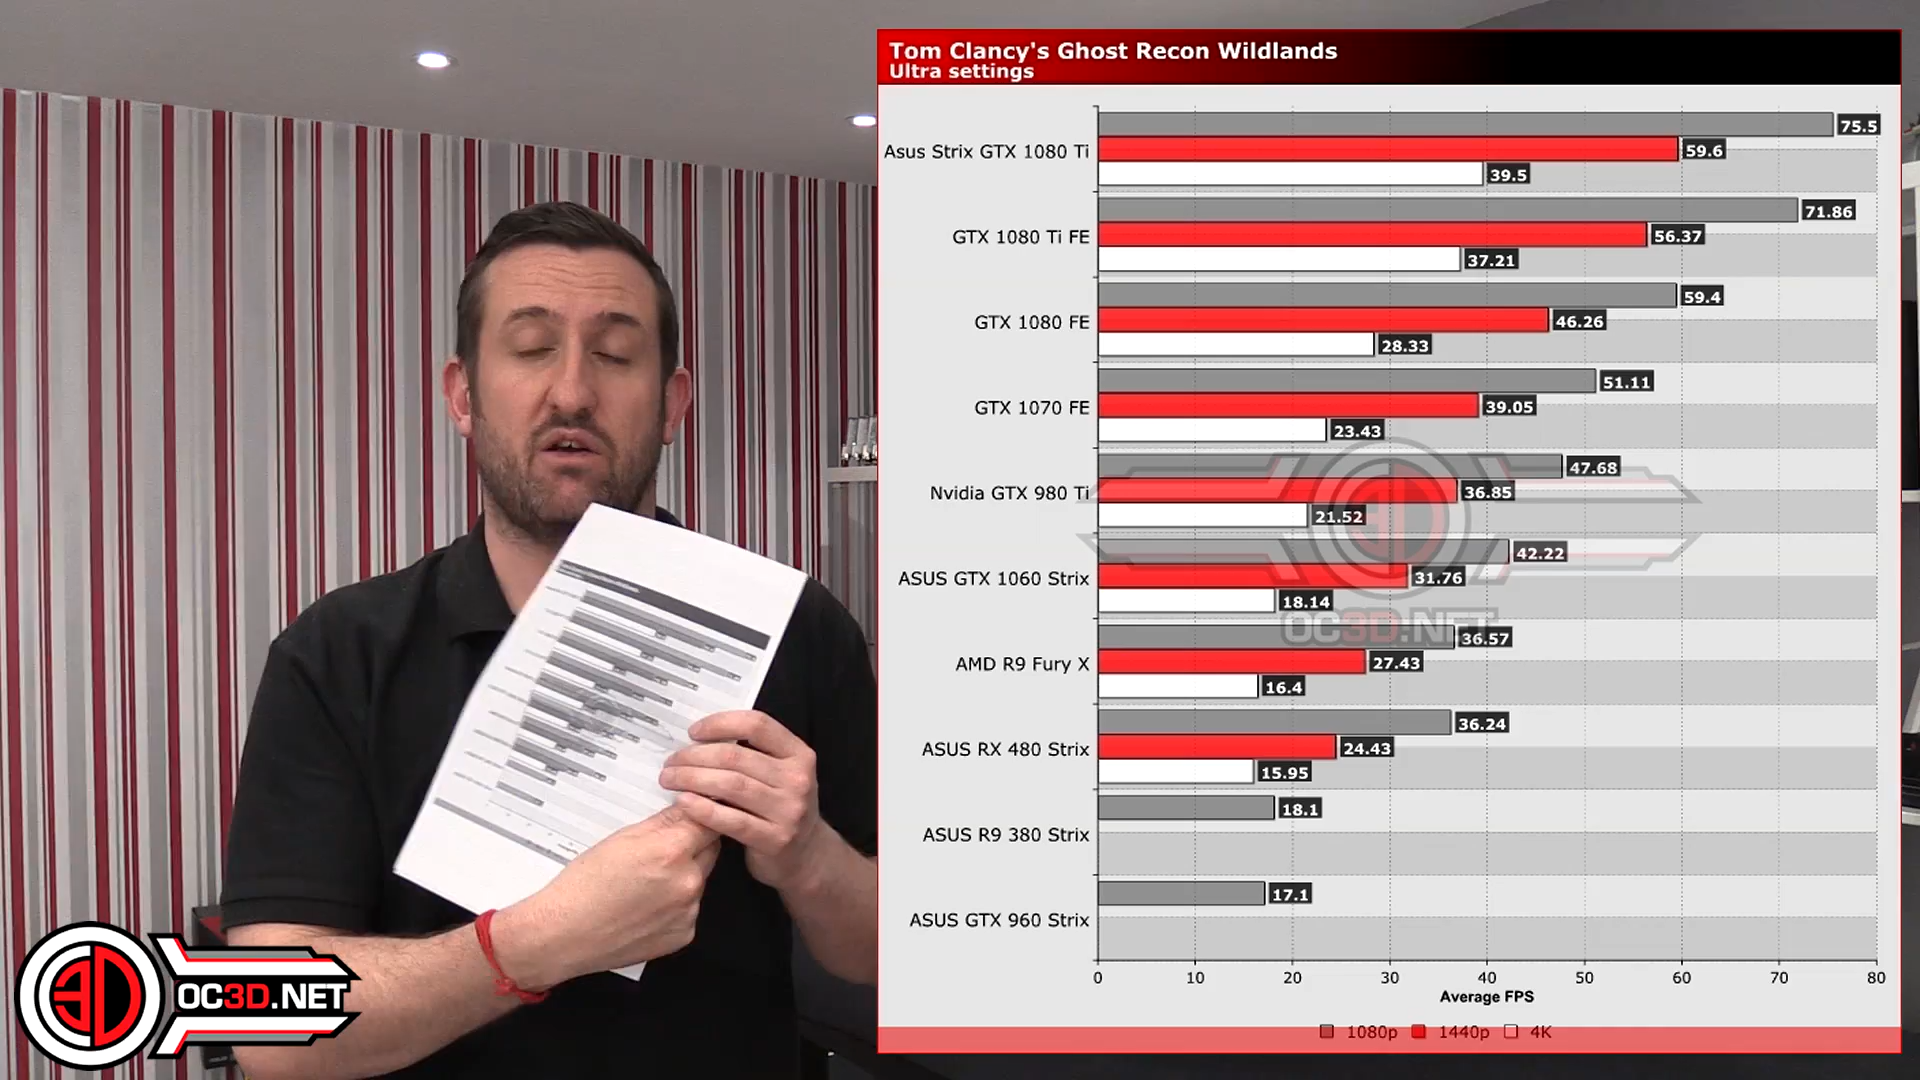 Tom Clancy's Ghost Recon Wildlands
Ultra settings
Asus Strix GTX 1080 Ti
75.5
59.6
39.5
GTX 1080 Ti FE
71.86
56.37
37.21
GTX 1080 FE
59.4
46.26
28.33
GTX 1070 FE
51.11
39.05
23.43
Nvidia GTX 980 Ti
47.68
36.85
21.52
ASUS GTX 1060 Strix
42.22
31.76
18.14
OC3D.NET
AMD R9 Fury X
36.57
27.43
16.4
ASUS RX 480 Strix
36.24
24.43
15.95
ASUS R9 380 Strix
18.1
ASUS GTX 960 Strix
17.1
0 10 20 30 40 50 60 70 80
Average FPS
1080p 1440p 4K
3D OC3D.NET